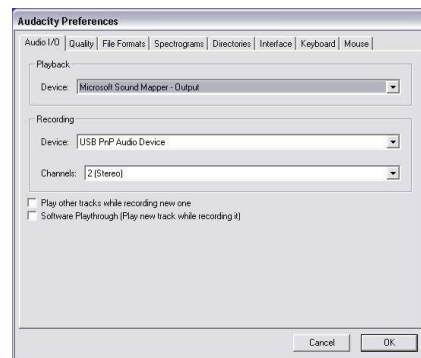 Audacity Preferences
Audio I/O Quality File Formats Spectrograms Directories Interface Keyboard Mouse
Playback
Device: Microsoft Sound Mapper - Output
Recording
Device: USB PnP Audio Device
Channels: 2 (Stereo)
Play other tracks while recording new one
Software Playthrough (Play new track while recording it)
Cancel OK